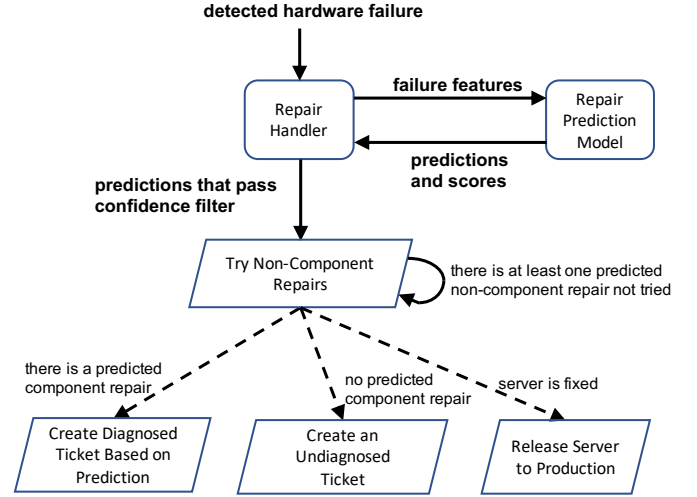 detected hardware failure
Repair
Handler
failure features
Repair
Prediction
Model
predictions
and scores
predictions that pass
confidence filter
Try Non-Component
Repairs
there is at least one predicted
non-component repair not tried
there is a predicted
component repair
no predicted
component repair
server is fixed
Create Diagnosed
Ticket Based on
Prediction
Create an
Undiagnosed
Ticket
Release Server
to Production